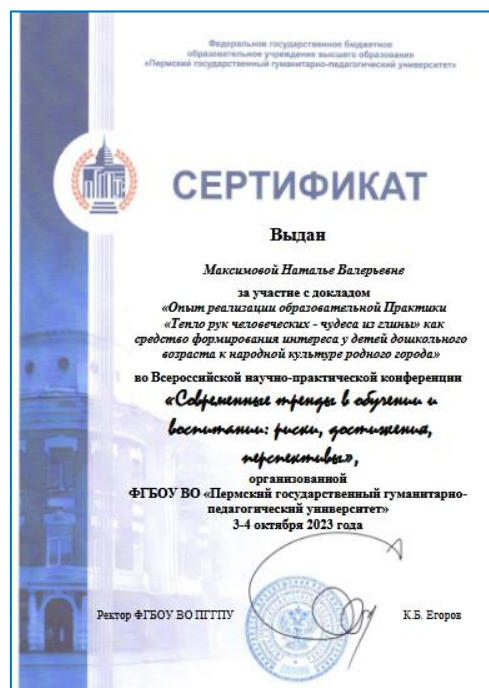 Федеральное государственное бюджетное
образовательное учреждение высшего образования
«Пермский государственный гуманитарно-педагогический университет»
СЕРТИФИКАТ
Выдан
Максимовой Наталье Валерьевне
за участие с докладом
«Опыт реализации образовательной Практики
«Тепло рук человеческих - чудеса из глины» как
средство формирования интереса у детей дошкольного
возраста к народной культуре родного города»
во Всероссийской научно-практической конференции
«Современные тренды в обучении и
воспитании: риски, достижения,
перспективы»,
организованной
ФГБОУ ВО «Пермский государственный гуманитарно-
педагогический университет»
3-4 октября 2023 года
Ректор ФГБОУ ВО ПГГПУ К.Б. Егоров